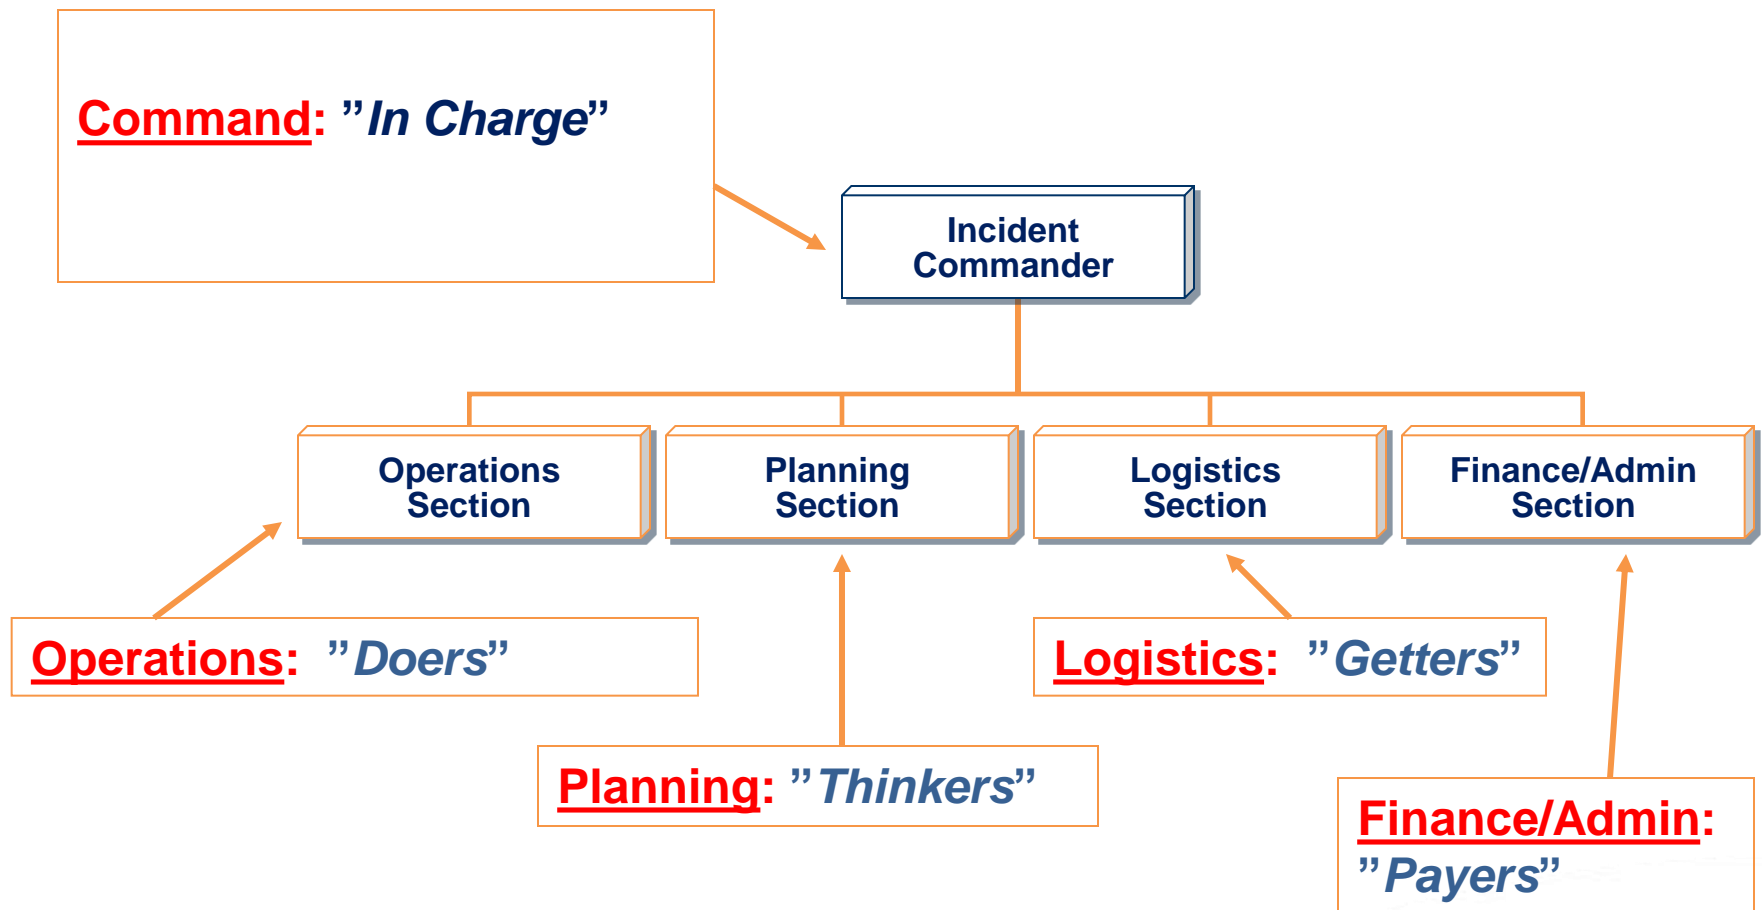 Command: ”In Charge”
Incident
Commander
Operations
Section
Planning
Section
Logistics
Section
Finance/Admin
Section
Operations: ”Doers”
Logistics: ”Getters”
Planning: ”Thinkers”
Finance/Admin:
”Payers”